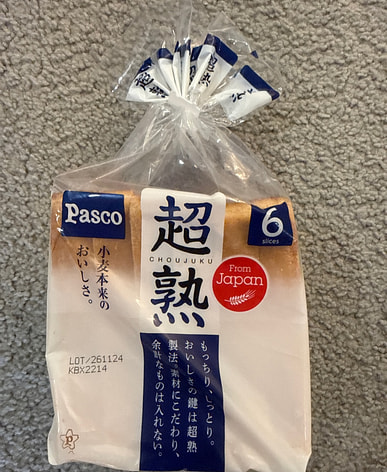 Pasco
超熟
CHOUJUKU
6
slices
From
Japan
小麦本来の
おいしさ。
LOT/261124
KBX2214
もっちり、しっとり。
おいしさの鍵は超熟
製法。素材にこだわり、
余計なものは入れない。